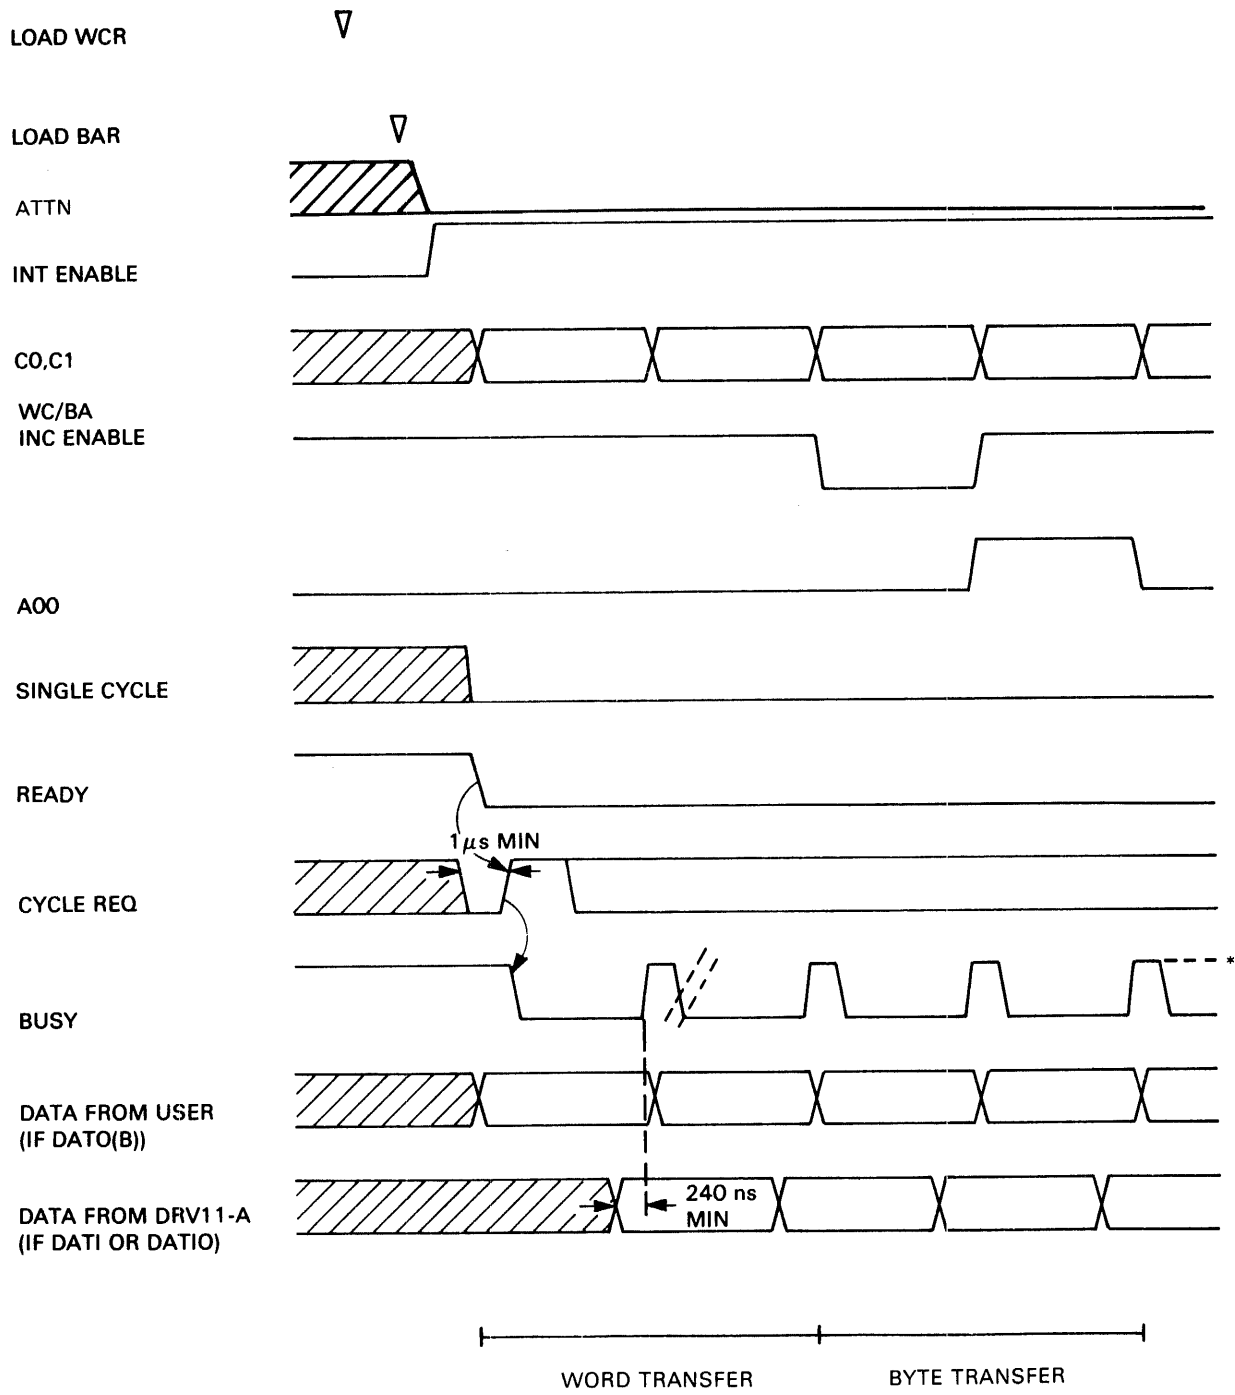 LOAD WCR
LOAD BAR
ATTN
INT ENABLE
C0,C1
WC/BA
INC ENABLE
A00
SINGLE CYCLE
READY
1 μs MIN
CYCLE REQ
*
BUSY
DATA FROM USER
(IF DATO(B))
240 ns
MIN
DATA FROM DRV11-A
(IF DATI OR DATIO)
WORD TRANSFER
BYTE TRANSFER